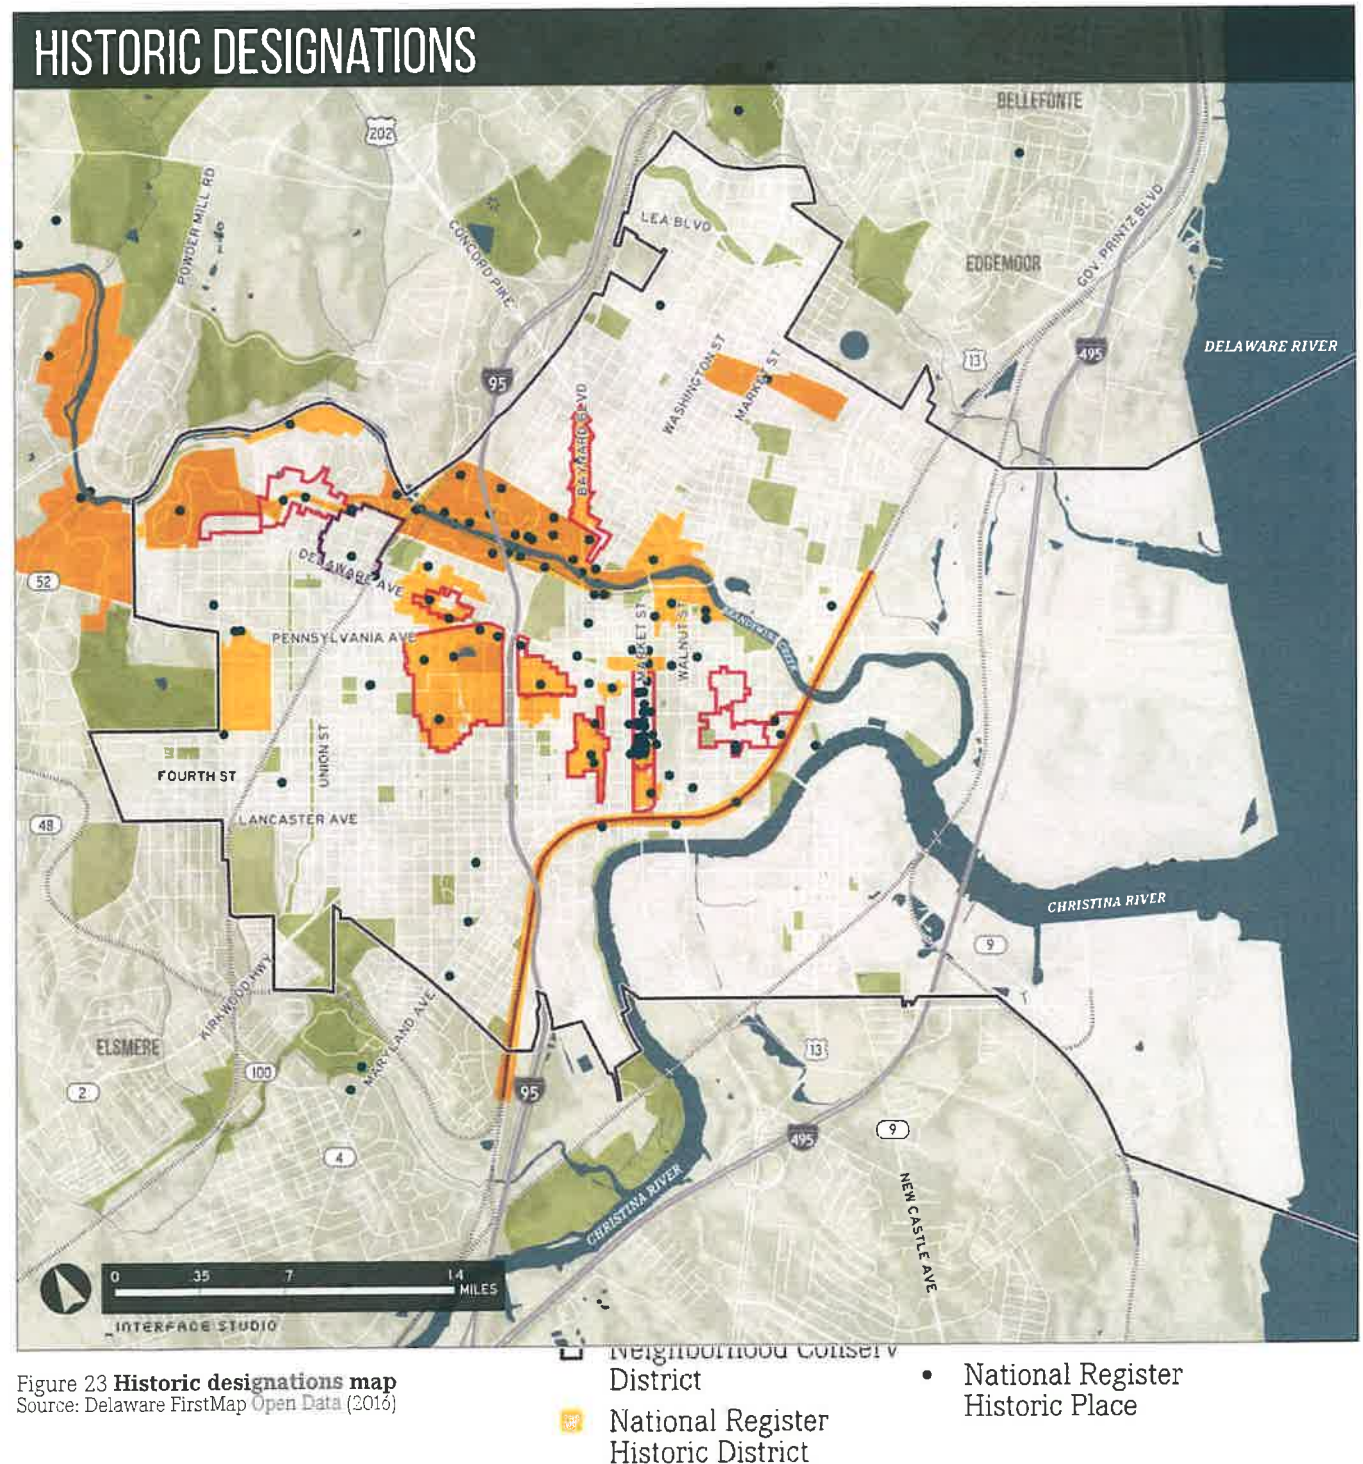 HISTORIC DESIGNATIONS
BELLEFONTE
202
POWDER MILL RD
CONCORD PIKE
LEA BLVD
EDGEMOOR
GOV. PRINTZ BLVD
DELAWARE RIVER
13
495
95
WASHINGTON ST
MARKET ST
BAYNARD BLVD
DELAWARE AVE
52
PENNSYLVANIA AVE
MARKET ST
WALNUT ST
BRANDYWINE CREEK
UNION ST
FOURTH ST
LANCASTER AVE
48
CHRISTINA RIVER
9
KIRKWOOD HWY
MARYLAND AVE
ELSMERE
100
2
95
13
4
495
9
NEW CASTLE AVE
CHRISTINA RIVER
0 .35 .7 1.4
MILES
INTERFACE STUDIO
Figure 23 Historic designations map
Source: Delaware FirstMap Open Data (2016)
Neighborhood Conserv
District
National Register
Historic District
National Register
Historic Place